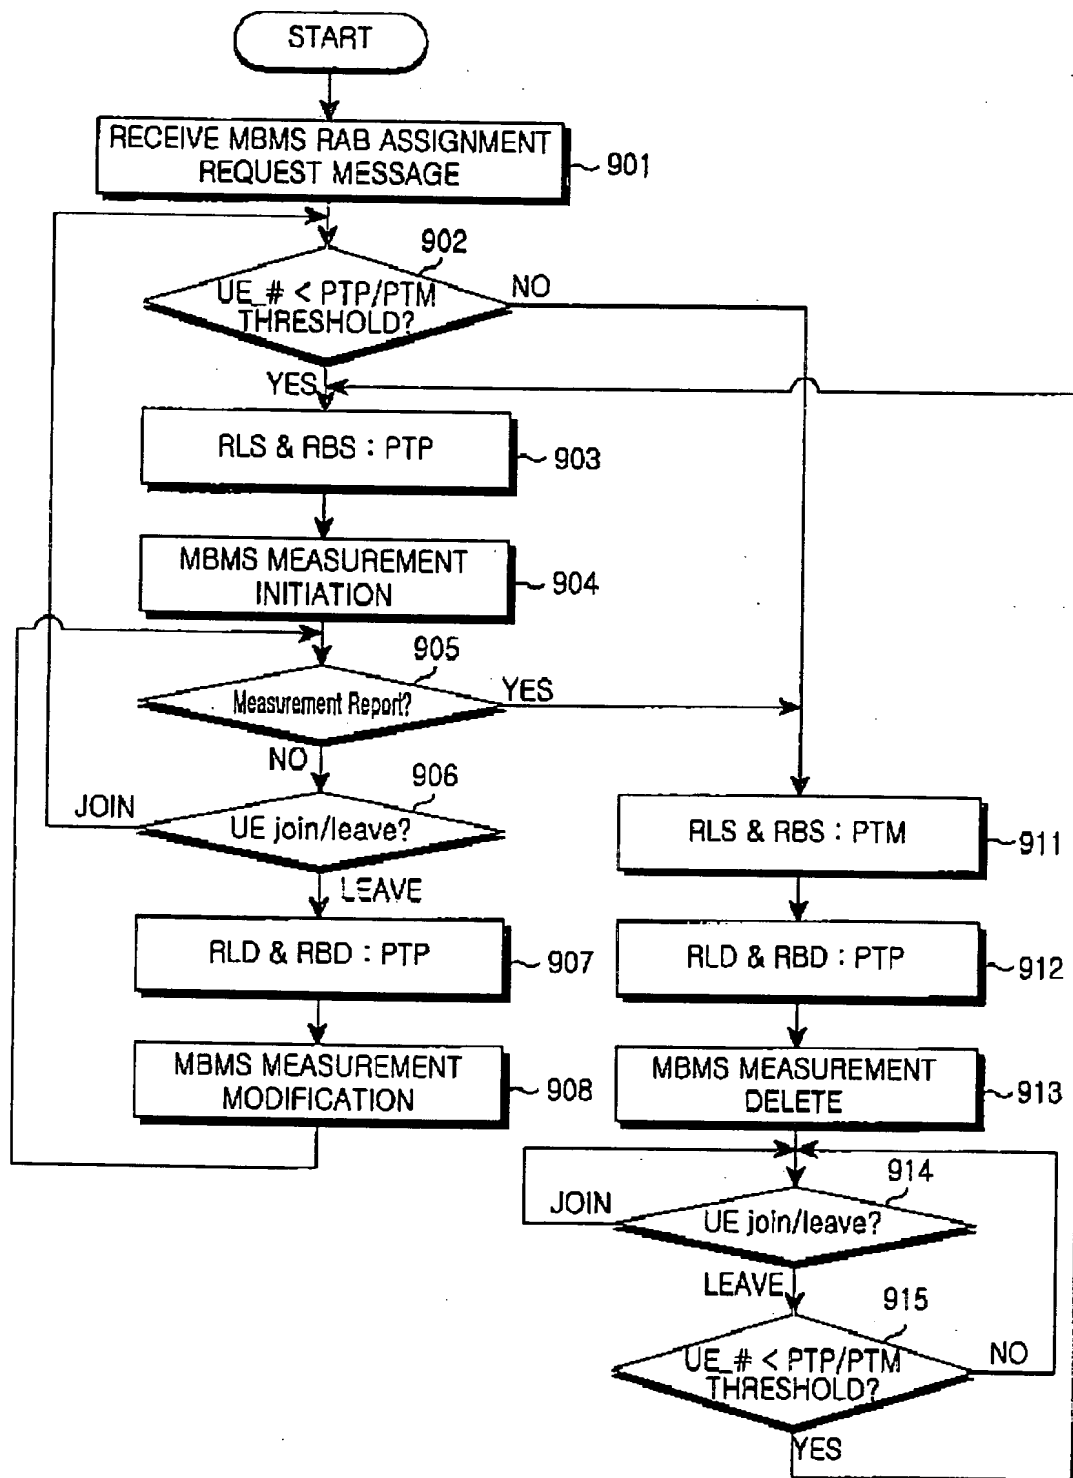 START
RECEIVE MBMS RAB ASSIGNMENT
REQUEST MESSAGE
901
902
UE_# < PTP/PTM
THRESHOLD?
NO
YES
RLS & RBS : PTP
903
MBMS MEASUREMENT
INITIATION
904
905
Measurement Report?
YES
NO
906
JOIN
UE join/leave?
LEAVE
RLS & RBS : PTM
911
RLD & RBD : PTP
907
RLD & RBD : PTP
912
MBMS MEASUREMENT
MODIFICATION
908
MBMS MEASUREMENT
DELETE
913
914
JOIN
UE join/leave?
LEAVE
915
UE_# < PTP/PTM
THRESHOLD?
NO
YES